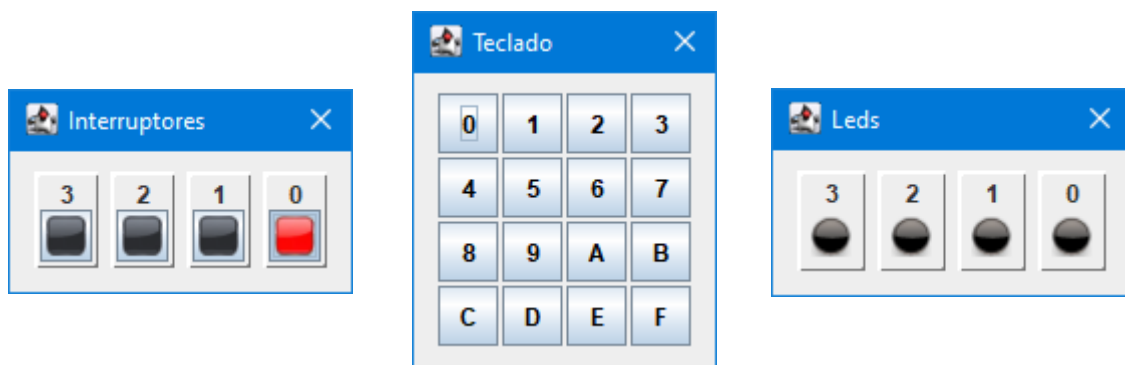 Interruptores
3 2 1 0
Teclado
0 1 2 3
4 5 6 7
8 9 A B
C D E F
Leds
3 2 1 0